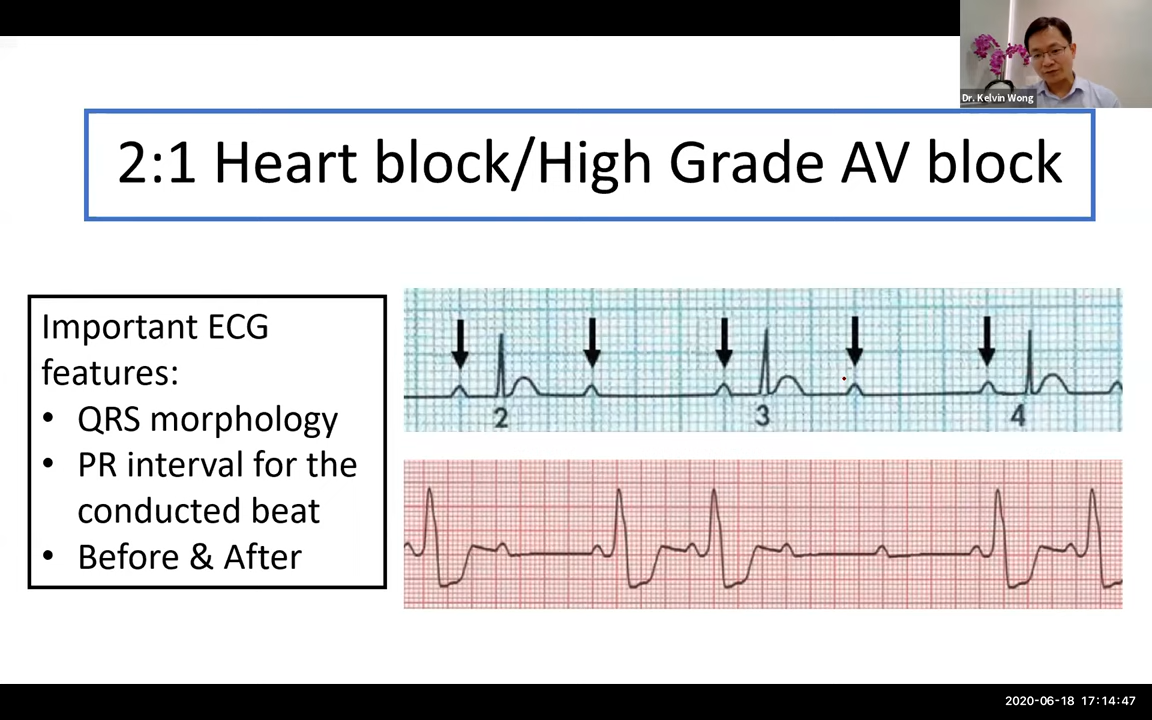 Dr. Kelvin Wong
2:1 Heart block/High Grade AV block
Important ECG
features:
• QRS morphology
• PR interval for the
conducted beat
• Before & After
2 3 4
2020-06-18 17:14:47